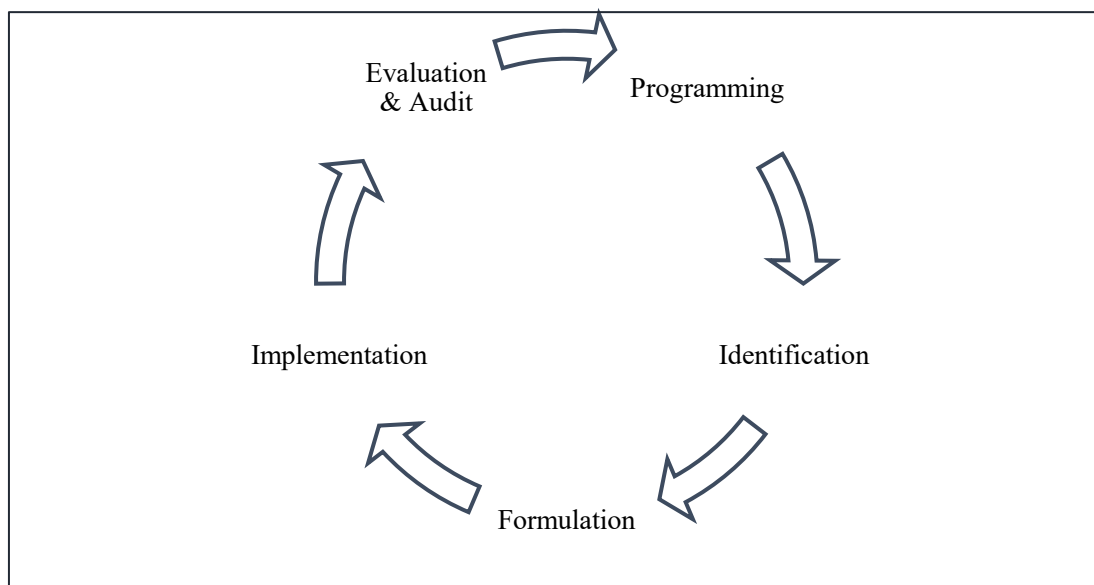 Evaluation
& Audit
Programming
Implementation
Identification
Formulation